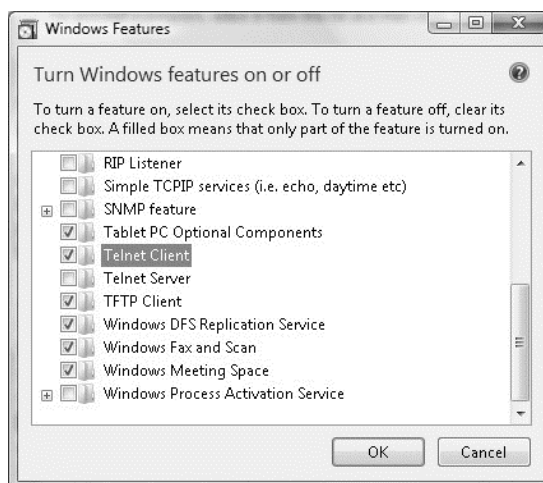 Windows Features
Turn Windows features on or off
To turn a feature on, select its check box. To turn a feature off, clear its
check box. A filled box means that only part of the feature is turned on.
RIP Listener
Simple TCPIP services (i.e. echo, daytime etc)
SNMP feature
Tablet PC Optional Components
Telnet Client
Telnet Server
TFTP Client
Windows DFS Replication Service
Windows Fax and Scan
Windows Meeting Space
Windows Process Activation Service
OK
Cancel